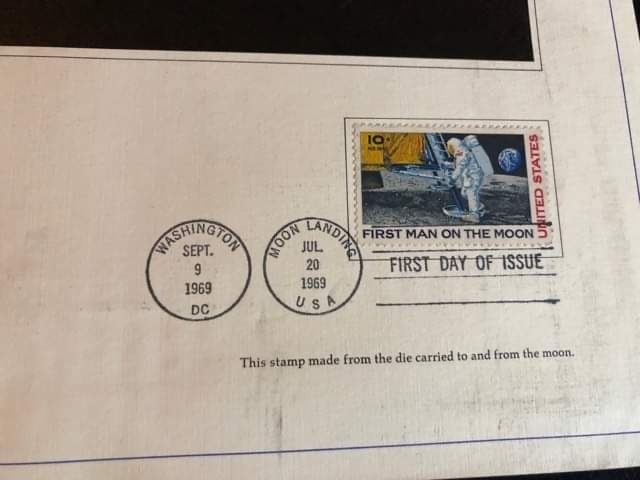 10¢
UNITED STATES
FIRST MAN ON THE MOON
WASHINGTON
SEPT.
9
1969
DC
MOON LANDING
JUL.
20
1969
USA
FIRST DAY OF ISSUE
This stamp made from the die carried to and from the moon.